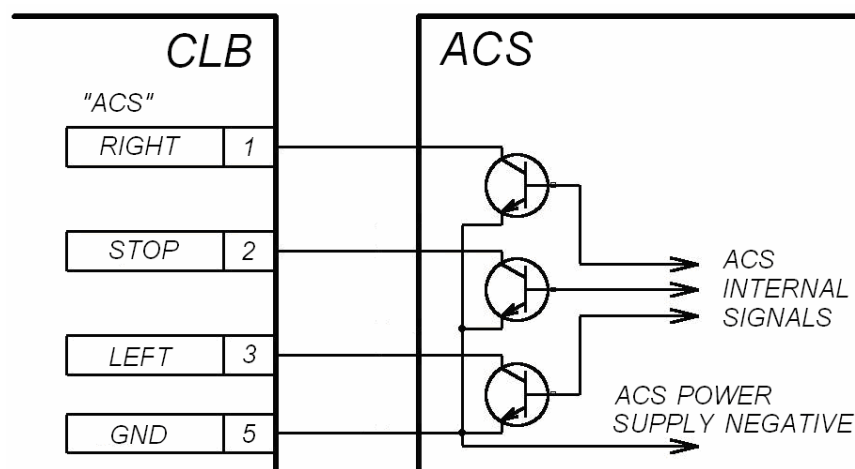 CLB
ACS
"ACS"
RIGHT 1
STOP 2
LEFT 3
GND 5
ACS
INTERNAL
SIGNALS
ACS POWER
SUPPLY NEGATIVE